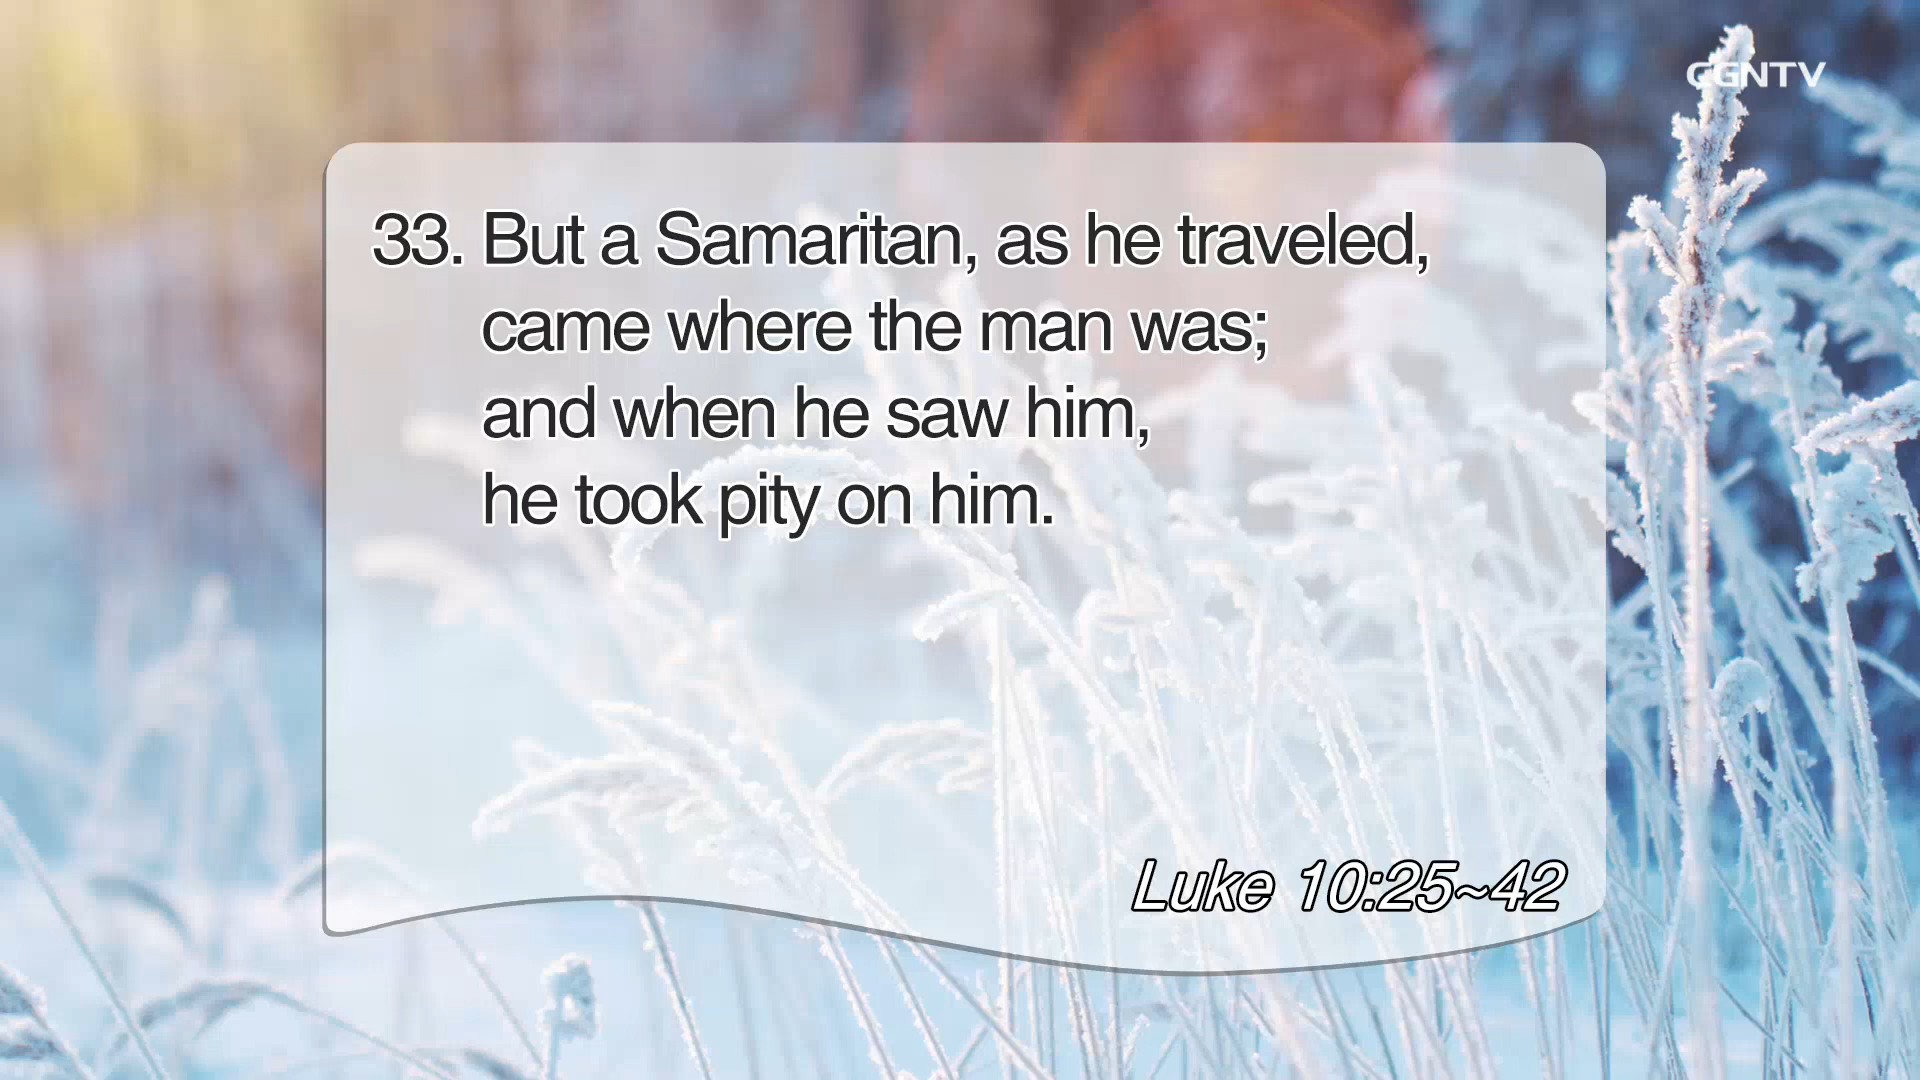 CGNTV
33. But a Samaritan, as he traveled,
came where the man was;
and when he saw him,
he took pity on him.
Luke 10:25~42